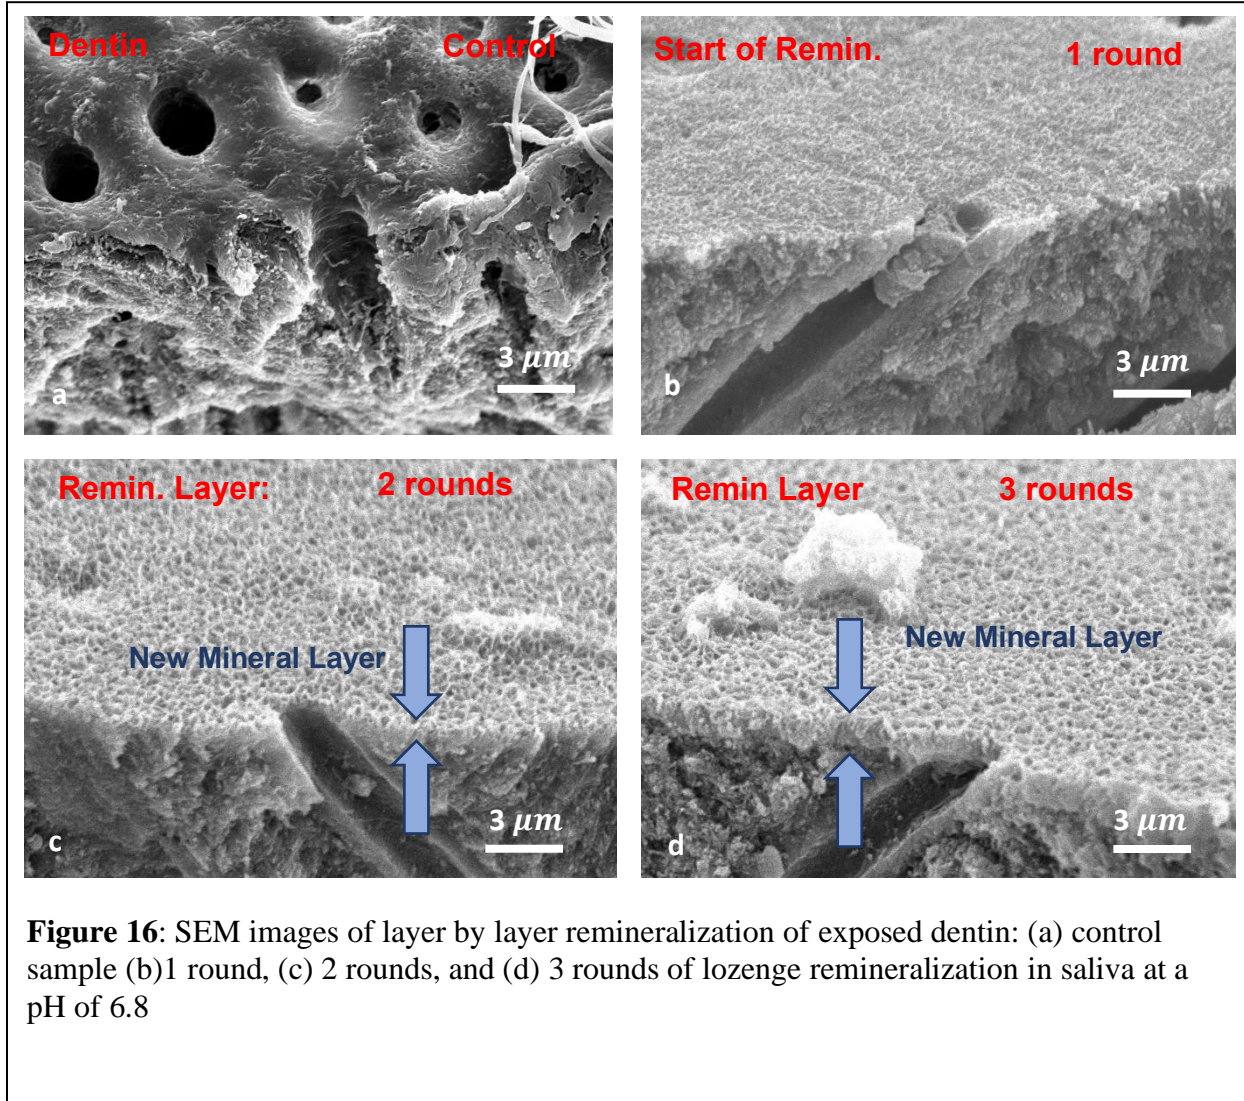 Dentin Control
3 μm
a
Start of Remin. 1 round
3 μm
b
Remin. Layer: 2 rounds
New Mineral Layer
3 μm
c
Remin Layer 3 rounds
New Mineral Layer
3 μm
d
Figure 16: SEM images of layer by layer remineralization of exposed dentin: (a) control
sample (b)1 round, (c) 2 rounds, and (d) 3 rounds of lozenge remineralization in saliva at a
pH of 6.8